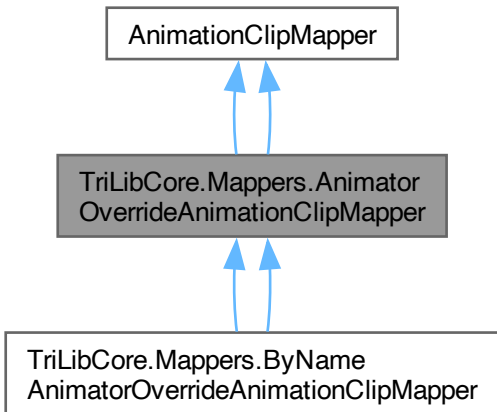 AnimationClipMapper
TriLibCore.Mappers.Animator
OverrideAnimationClipMapper
TriLibCore.Mappers.ByName
AnimatorOverrideAnimationClipMapper